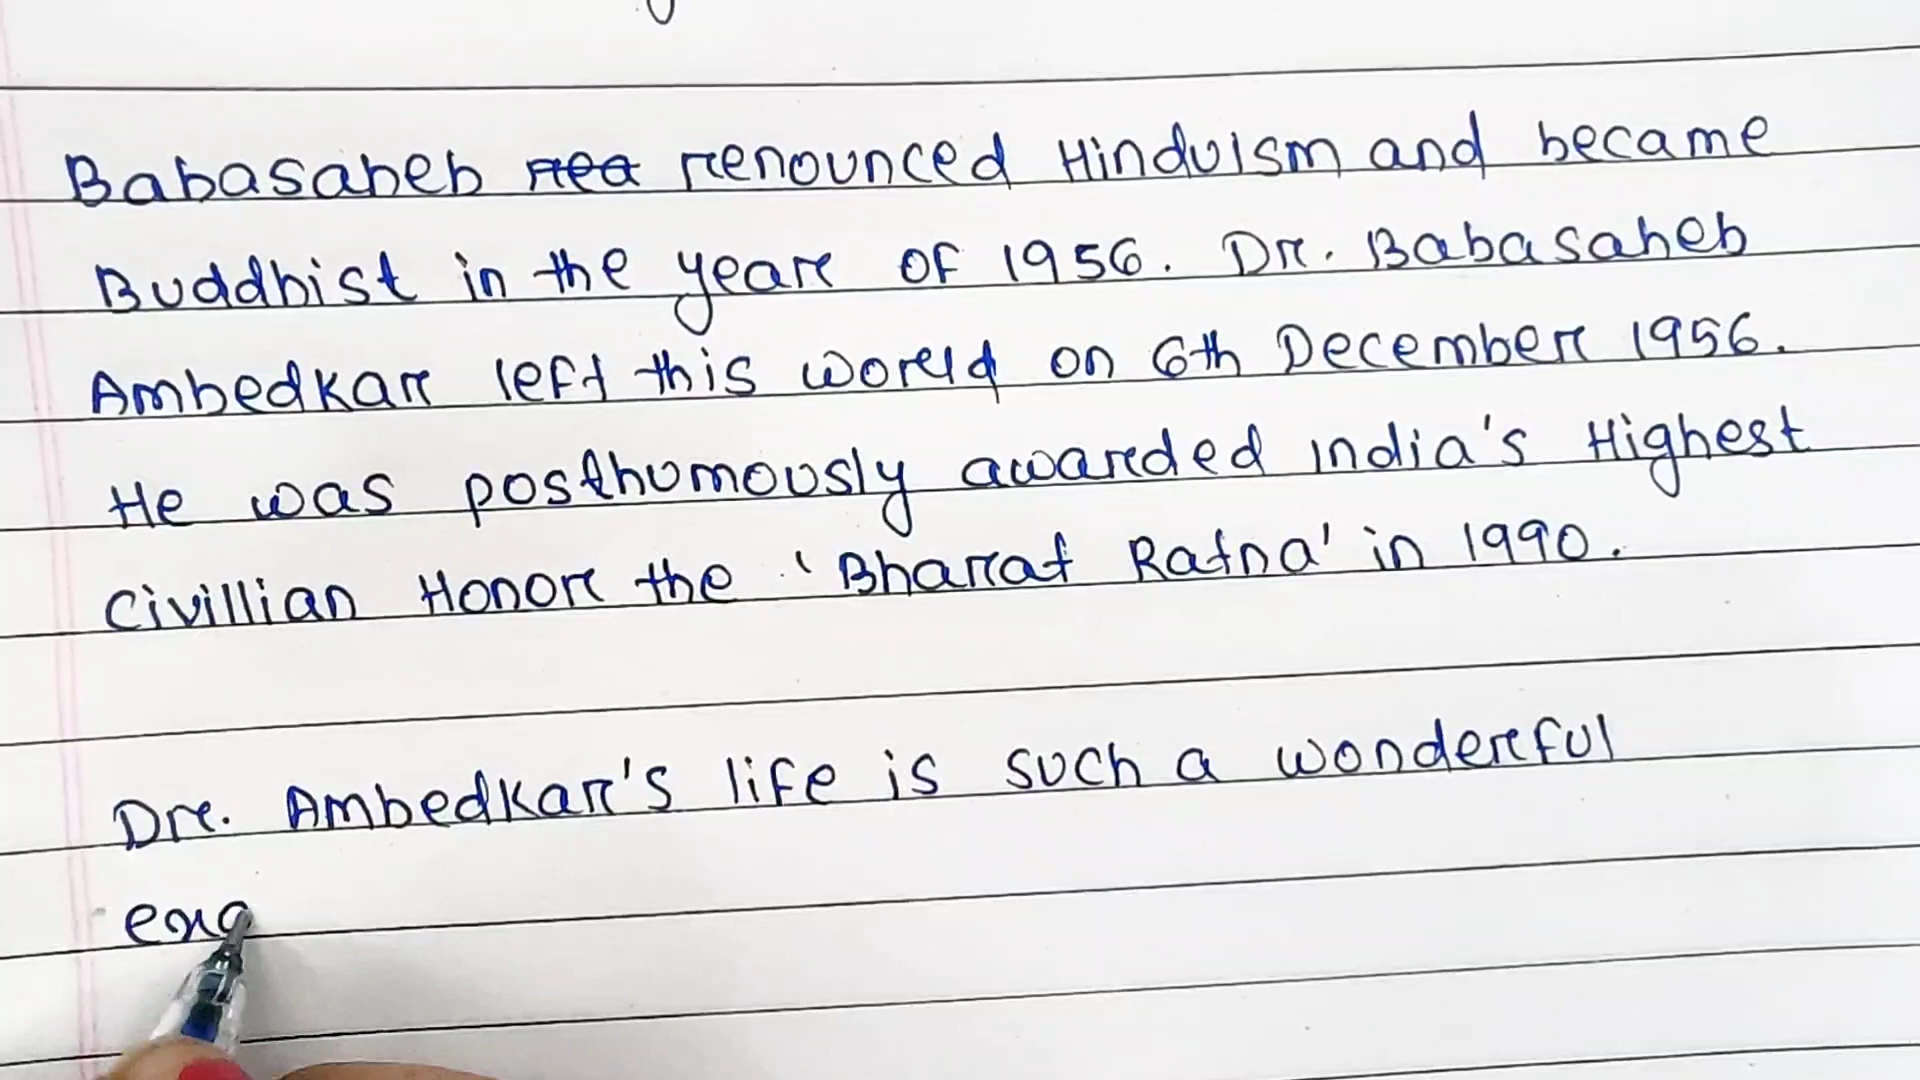 Babasaheb renounced Hinduism and became
Buddhist in the year of 1956. Dr. Babasaheb
Ambedkar left this world on 6th December 1956.
He was posthumously awarded India's Highest
Civillian Honor the 'Bharat Ratna' in 1990.
Dr. Ambedkar's life is such a wonderful
exa